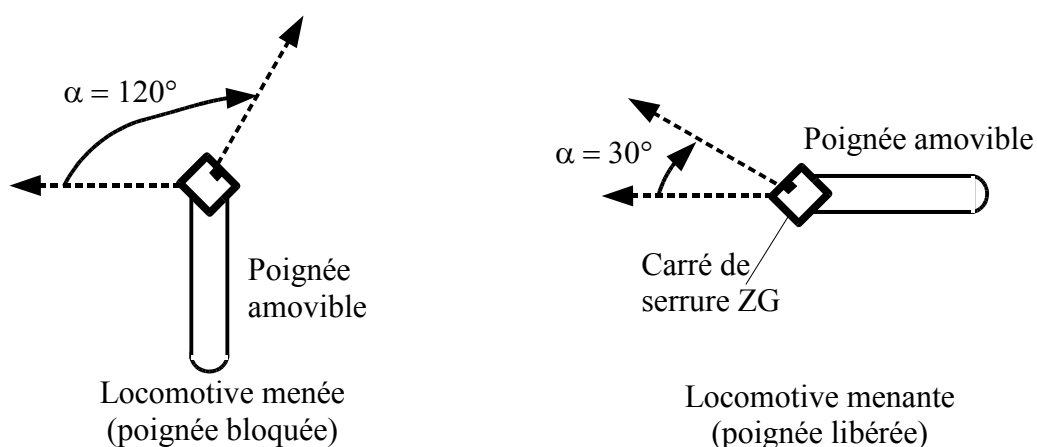 α = 120°
Poignée
amovible
Locomotive menée
(poignée bloquée)
α = 30°
Poignée amovible
Carré de
serrure ZG
Locomotive menante
(poignée libérée)